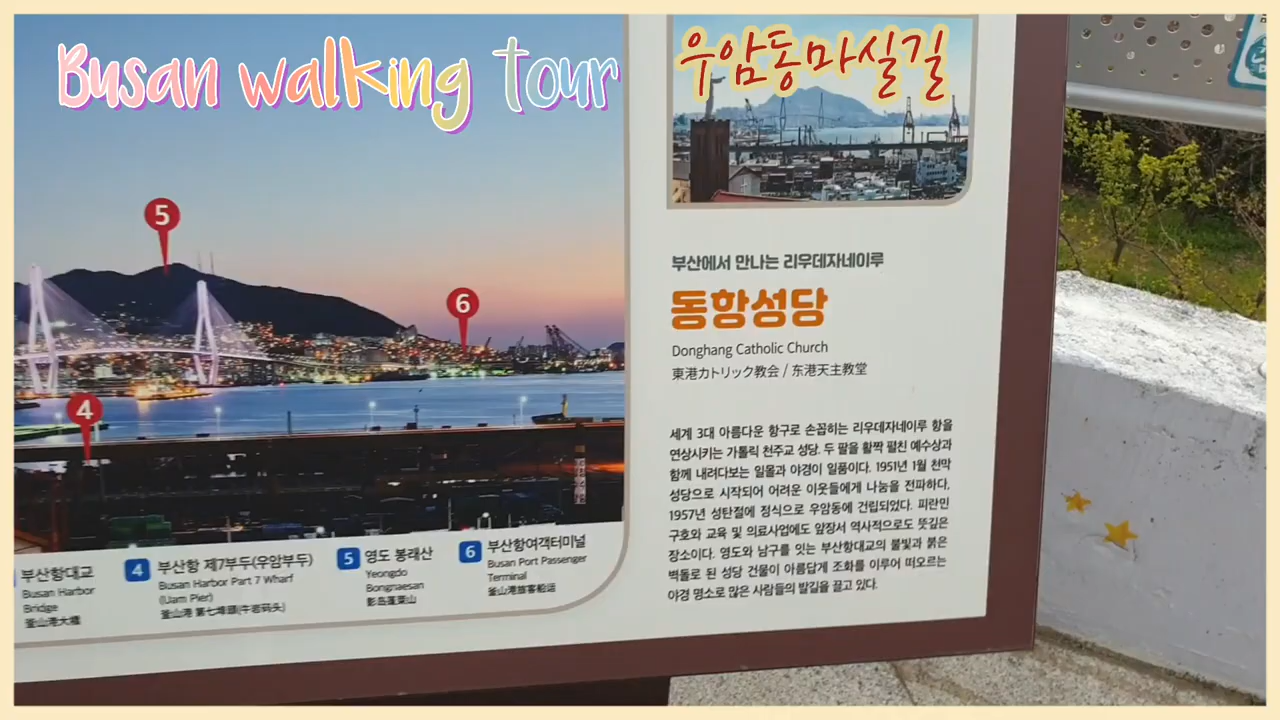 Busan walking tour
우암동마실길
5
6
4
부산항대교
Busan Harbor
Bridge
釜山港大橋
4 부산항 제7부두(우암부두)
Busan Harbor Part 7 Wharf
(Uam Pier)
釜山港 第七埠頭(牛岩码头)
5 영도 봉래산
Yeongdo
Bongnaesan
影岛蓬莱山
6 부산항여객터미널
Busan Port Passenger
Terminal
釜山港旅客船运
부산에서 만나는 리우데자네이루
동항성당
Donghang Catholic Church
東港カトリック教会 / 东港天主教堂
세계 3대 아름다운 항구로 손꼽히는 리우데자네이루 항을
연상시키는 가톨릭 천주교 성당. 두 팔을 활짝 펼친 예수상과
함께 내려다보는 일몰과 야경이 일품이다. 1951년 1월 천막
성당으로 시작되어 어려운 이웃들에게 나눔을 전파하다,
1957년 성탄절에 정식으로 우암동에 건립되었다. 피란민
구호와 교육 및 의료사업에도 앞장서 역사적으로도 뜻깊은
장소이다. 영도와 남구를 잇는 부산항대교의 불빛과 붉은
벽돌로 된 성당 건물이 아름답게 조화를 이루어 떠오르는
야경 명소로 많은 사람들의 발길을 끌고 있다.